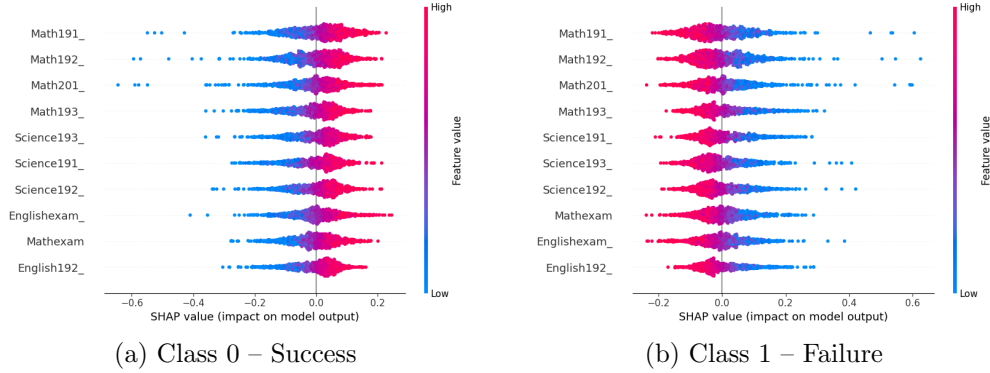 High
Math191_
Math192_
Math201_
Math193_
Science193_
Science191_
Science192_
Englishexam_
Mathexam
English192_
Feature value
Low
−0.6 −0.4 −0.2 0.0 0.2
SHAP value (impact on model output)
(a) Class 0 – Success
High
Math191_
Math192_
Math201_
Math193_
Science191_
Science193_
Science192_
Mathexam
Englishexam_
English192_
Feature value
Low
−0.2 0.0 0.2 0.4 0.6
SHAP value (impact on model output)
(b) Class 1 – Failure